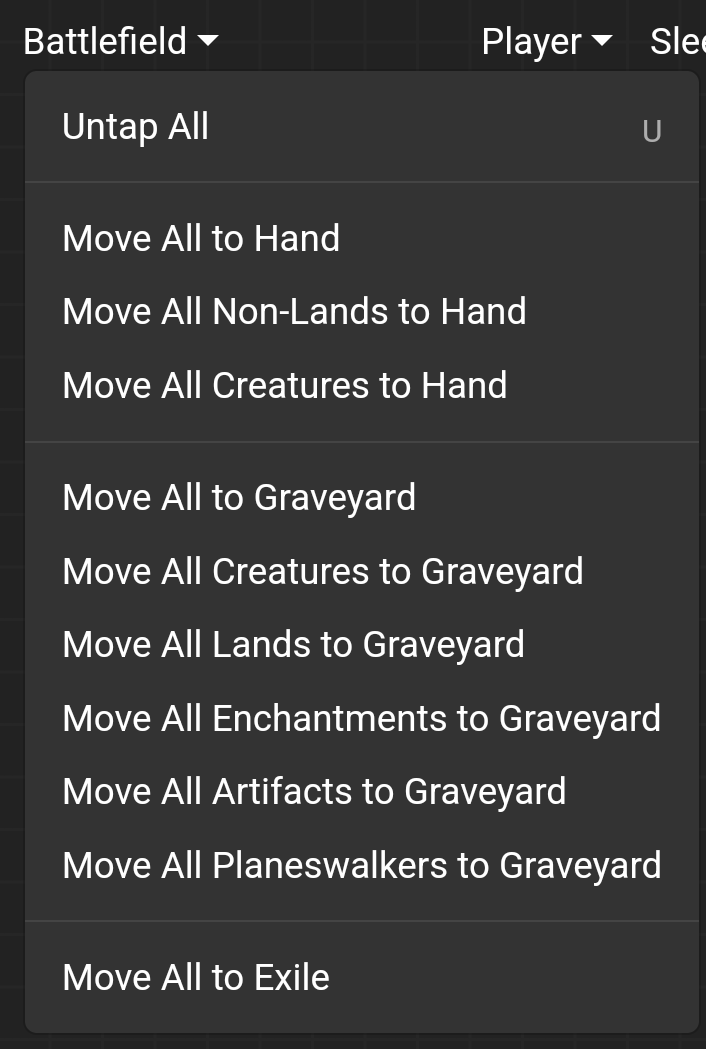 Battlefield Player Slee
Untap All U
Move All to Hand
Move All Non-Lands to Hand
Move All Creatures to Hand
Move All to Graveyard
Move All Creatures to Graveyard
Move All Lands to Graveyard
Move All Enchantments to Graveyard
Move All Artifacts to Graveyard
Move All Planeswalkers to Graveyard
Move All to Exile